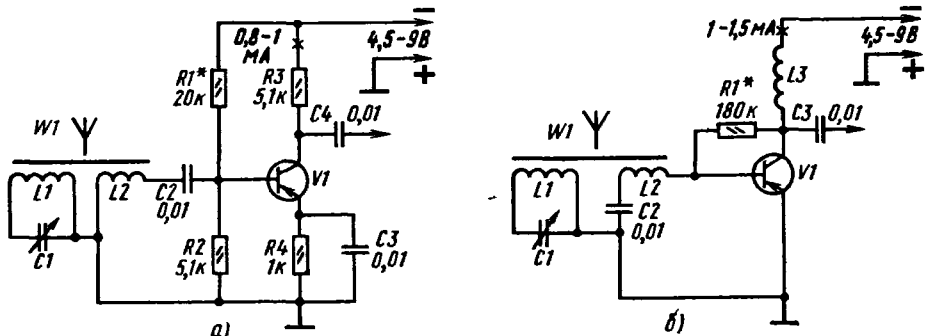 0,8-1
МА
4,5-9В
R1*
20к
R3
5,1к
C4
0,01
W1
L1
L2
C2
0,01
V1
C1
R2
5,1к
R4
1к
C3
0,01
а)
1-1,5мА
4,5-9В
L3
R1*
180к
C3
0,01
W1
L1
L2
C2
0,01
V1
C1
б)